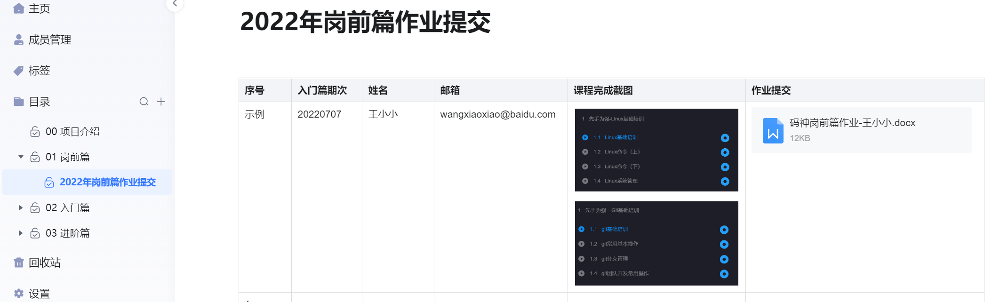 主页
成员管理
标签
目录
00 项目介绍
01 岗前篇
2022年岗前篇作业提交
02 入门篇
03 进阶篇
回收站
设置
2022年岗前篇作业提交
序号 入门篇期次 姓名 邮箱 课程完成截图 作业提交
示例 20220707 王小小 wangxiaoxiao@baidu.com
1 先手为强-Linux基础培训
1.1 Linux基础培训
1.2 Linux命令（上）
1.3 Linux命令（下）
1.4 Linux系统管理
1 先手为强—Git基础培训
1.1 git基础培训
1.2 git常用基本操作
1.3 git分支管理
1.4 git团队开发常用操作
码神岗前篇作业-王小小.docx
12KB